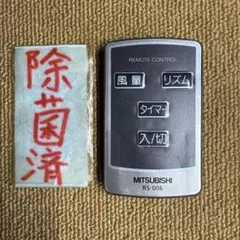 除菌済
REMOTE CONTROL
風量 リズム
タイマー
入/切
MITSUBISHI
RS-006